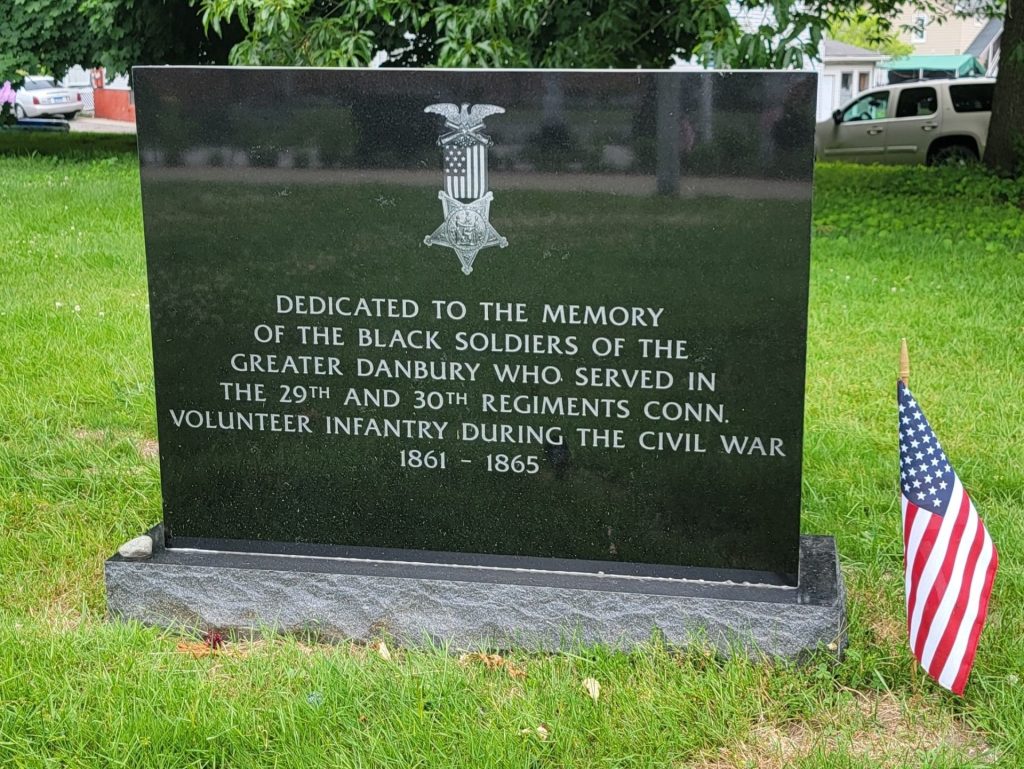 DEDICATED TO THE MEMORY
OF THE BLACK SOLDIERS OF THE
GREATER DANBURY WHO SERVED IN
THE 29TH AND 30TH REGIMENTS CONN.
VOLUNTEER INFANTRY DURING THE CIVIL WAR
1861 - 1865